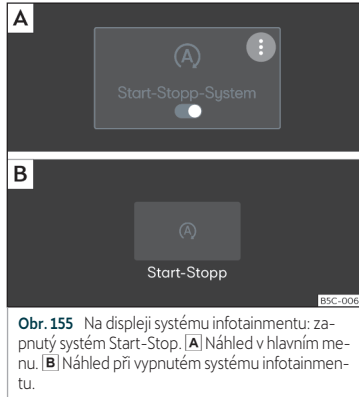 A
A
Start-Stopp-System
B
A
Start-Stopp
B5C-006
Obr. 155 Na displeji systému infotainmentu: za-
pnutý systém Start-Stop. A Náhled v hlavním me-
nu. B Náhled při vypnutém systému infotainmen-
tu.